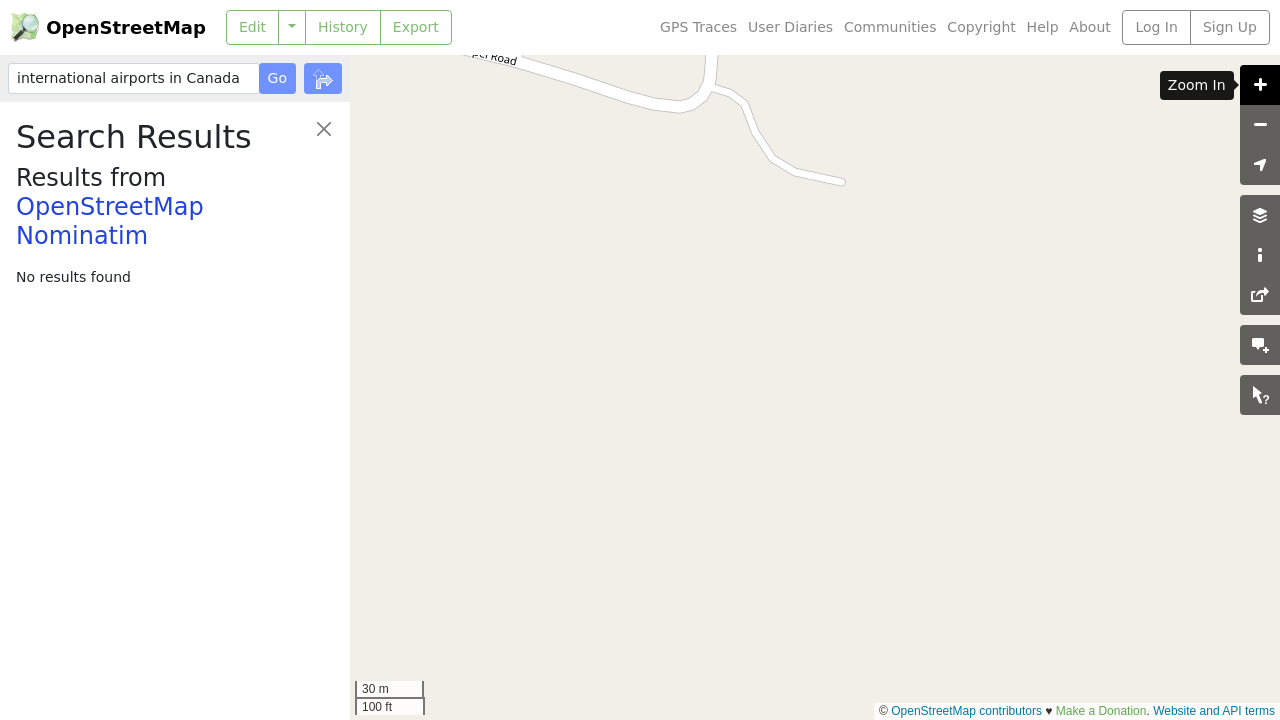 OpenStreetMap
Edit
History
Export
GPS Traces
User Diaries
Communities
Copyright
Help
About
Log In
Sign Up
international airports in Canada
Go
Search Results
Results from
OpenStreetMap
Nominatim
No results found
Road
Zoom In
30 m
100 ft
© OpenStreetMap contributors ♥ Make a Donation. Website and API terms